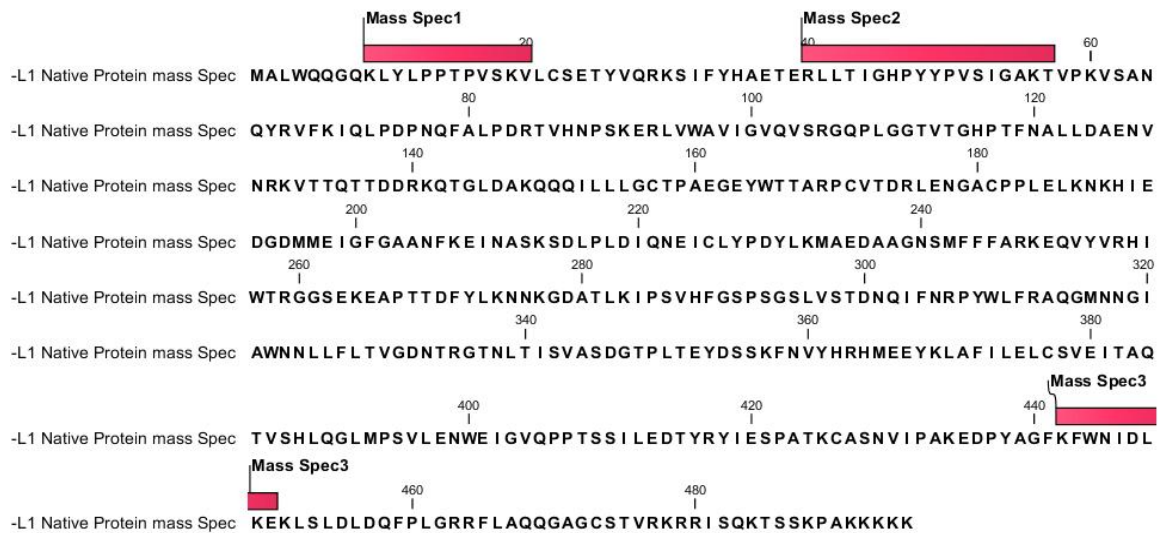 Mass Spec1 Mass Spec2
20 40 60
-L1 Native Protein mass Spec MALWQQGQKLYLPPTPVSKVLCSETYVQRKSIFYHAETERLLTIGHPYYPVSIGAKTVPKVSAN
80 100 120
-L1 Native Protein mass Spec QYRVFKIQLPDPNQFALPDRTVHNPSKERLVWAVIGVQVSRGQPLGGTVTGHPTFNALLDAENV
140 160 180
-L1 Native Protein mass Spec NRKVTTQTTDDRKQTGLDAKQQQILLLGCTPAEGEYWTTARPCVTDRLENGACPPLELKNKHIE
200 220 240
-L1 Native Protein mass Spec DGDMMEIGFGAANFKEINASKSDLPLDIQNEICLYPDYLKMAEDAAGNSMFFFARKEQVYVRHI
260 280 300 320
-L1 Native Protein mass Spec WTRGGSEKEAPTTDFYLKNNKGDATLKIPSVHFGSPSGSLVSTDNQIFNRPYWLFRAQGMNNGI
340 360 380
-L1 Native Protein mass Spec AWNNLLFLTVGDNTRGTNLTISVASDGTPLTEYDSSKFNVYHRHMEEYKLAFILELCSVEITAQ
Mass Spec3
400 420 440
-L1 Native Protein mass Spec TVSHLQGLMPSVLENWEIGVQPPTSSILEDTYRYIESPATKCASNVIPAKEDPYAGFKFWNIDL
Mass Spec3
460 480
-L1 Native Protein mass Spec KEKLSLDLDQFPLGRRFLAQQGAGCSTVRKRRISQKTSSKPAKKKKK